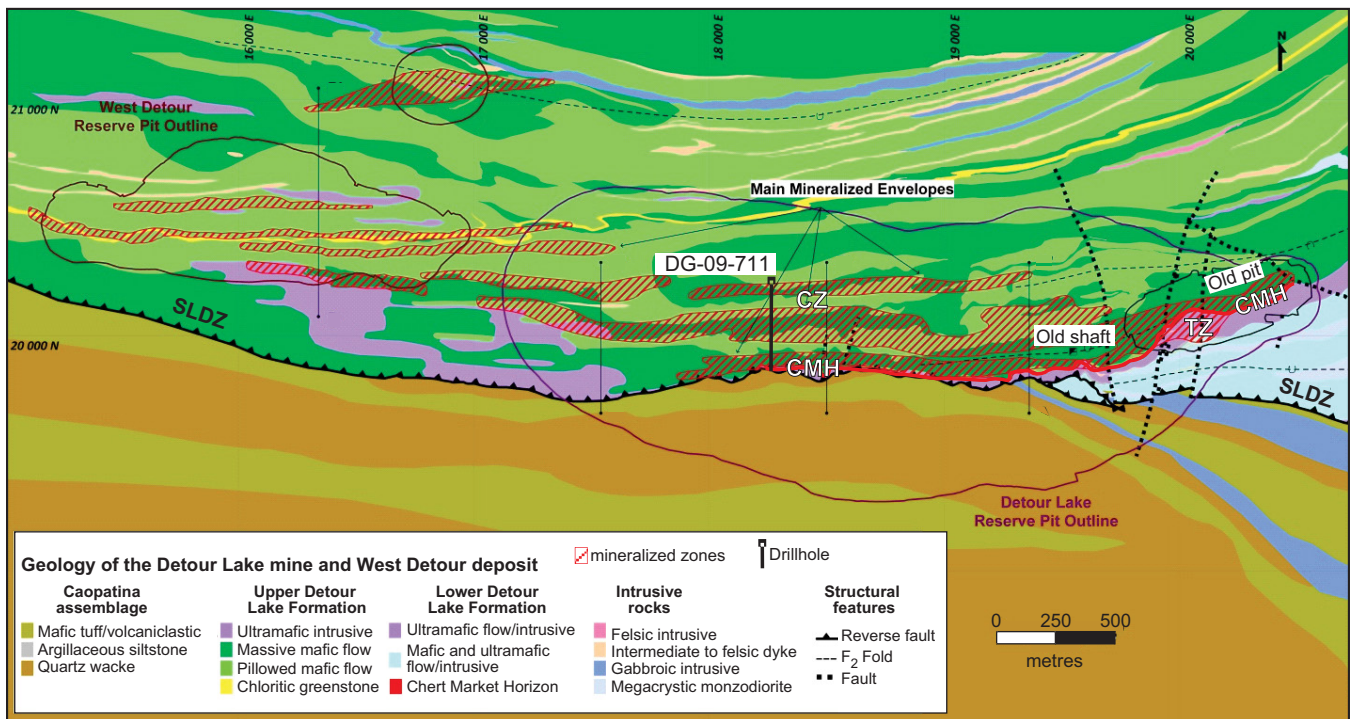 16 000 E
17 000 E
18 000 E
19 000 E
20 000 E
N
21 000 N
West Detour
Reserve Pit Outline
Main Mineralized Envelopes
DG-09-711
CZ
Old pit
CMH
TZ
SLDZ
20 000 N
Old shaft
CMH
SLDZ
Detour Lake
Reserve Pit Outline
Geology of the Detour Lake mine and West Detour deposit
mineralized zones
Drillhole
Caopatina
assemblage
Mafic tuff/volcaniclastic
Argillaceous siltstone
Quartz wacke
Upper Detour
Lake Formation
Ultramafic intrusive
Massive mafic flow
Pillowed mafic flow
Chloritic greenstone
Lower Detour
Lake Formation
Ultramafic flow/intrusive
Mafic and ultramafic
flow/intrusive
Chert Market Horizon
Intrusive
rocks
Felsic intrusive
Intermediate to felsic dyke
Gabbroic intrusive
Megacrystic monzodiorite
Structural
features
Reverse fault
F2 Fold
Fault
0 250 500
metres